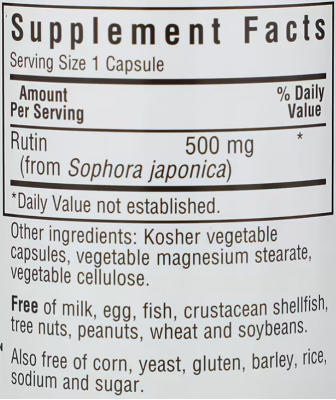 Supplement Facts
Serving Size 1 Capsule
Amount Per Serving % Daily Value
Rutin 500 mg *
(from Sophora japonica)
*Daily Value not established.
Other ingredients: Kosher vegetable
capsules, vegetable magnesium stearate,
vegetable cellulose.
Free of milk, egg, fish, crustacean shellfish,
tree nuts, peanuts, wheat and soybeans.
Also free of corn, yeast, gluten, barley, rice,
sodium and sugar.